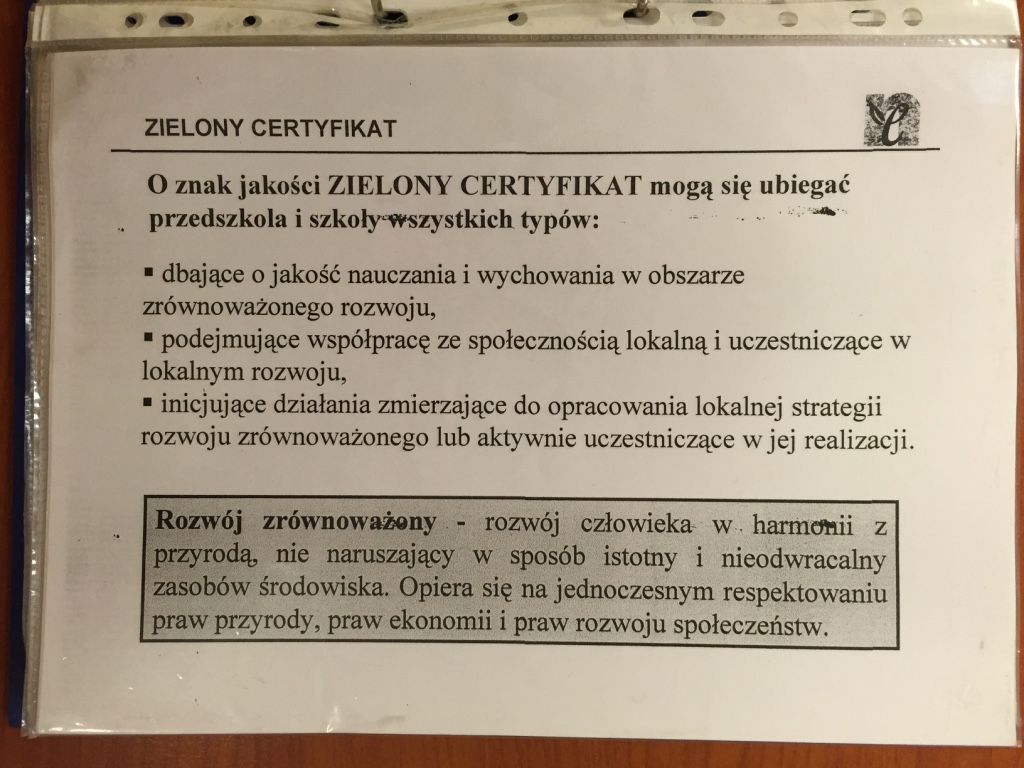 ZIELONY CERTYFIKAT
O znak jakości ZIELONY CERTYFIKAT mogą się ubiegać
przedszkola i szkoły wszystkich typów:
▪ dbające o jakość nauczania i wychowania w obszarze
zrównoważonego rozwoju,
▪ podejmujące współpracę ze społecznością lokalną i uczestniczące w
lokalnym rozwoju,
▪ inicjujące działania zmierzające do opracowania lokalnej strategii
rozwoju zrównoważonego lub aktywnie uczestniczące w jej realizacji.
Rozwój zrównoważony - rozwój człowieka w harmonii z
przyrodą, nie naruszający w sposób istotny i nieodwracalny
zasobów środowiska. Opiera się na jednoczesnym respektowaniu
praw przyrody, praw ekonomii i praw rozwoju społeczeństw.